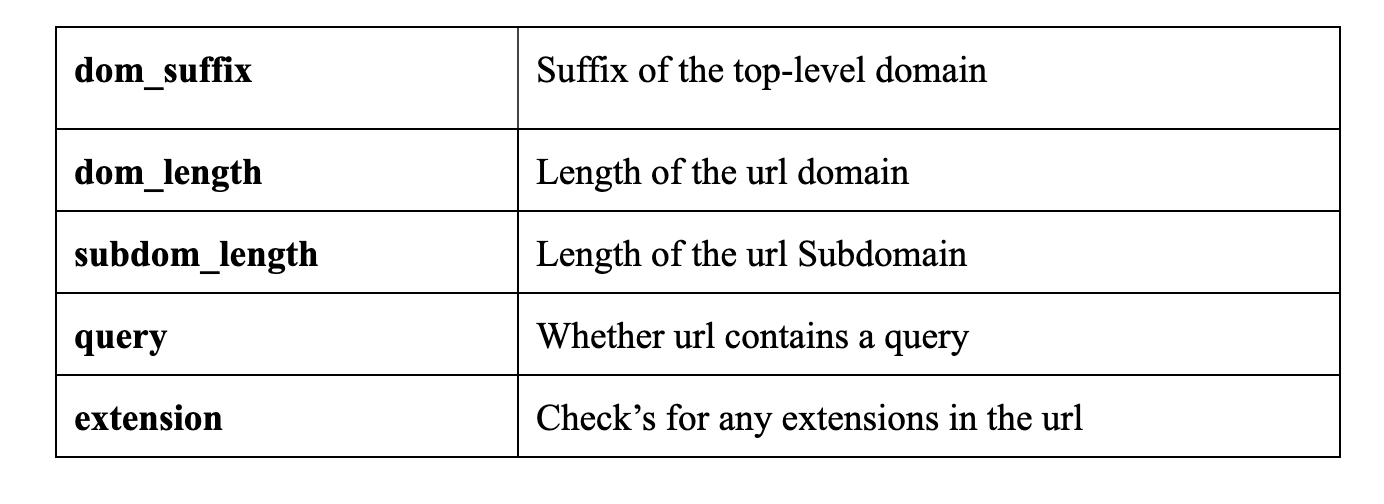 dom_suffix Suffix of the top-level domain
dom_length Length of the url domain
subdom_length Length of the url Subdomain
query Whether url contains a query
extension Check’s for any extensions in the url